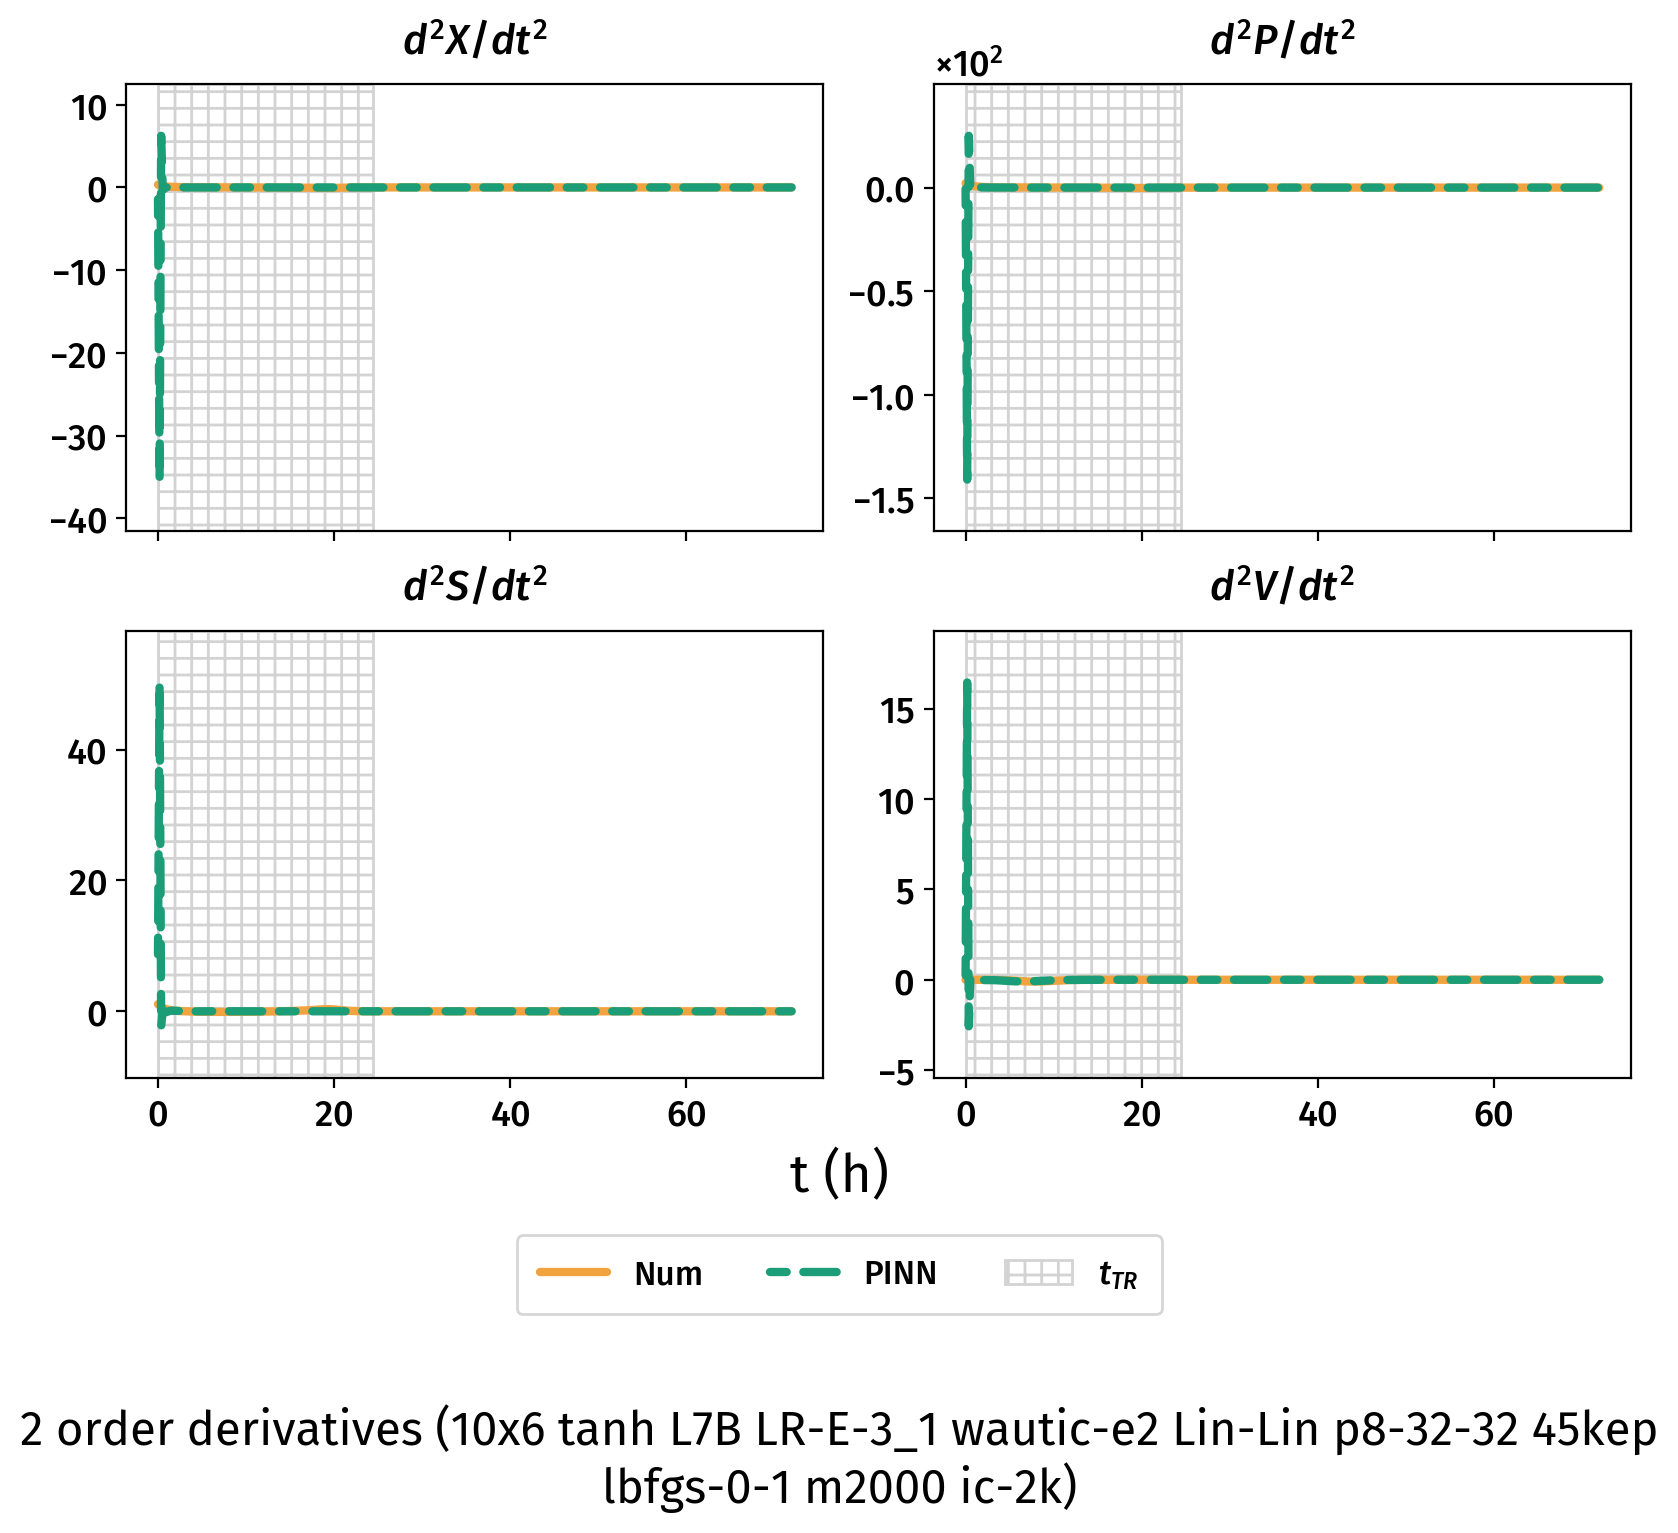 d²X/dt²
10
0
−10
−20
−30
−40
d²P/dt²
×10²
0.0
−0.5
−1.0
−1.5
d²S/dt²
40
20
0
0 20 40 60
d²V/dt²
15
10
5
0
−5
0 20 40 60
t (h)
Num PINN t_TR
2 order derivatives (10x6 tanh L7B LR-E-3_1 wautic-e2 Lin-Lin p8-32-32 45kep
lbfgs-0-1 m2000 ic-2k)